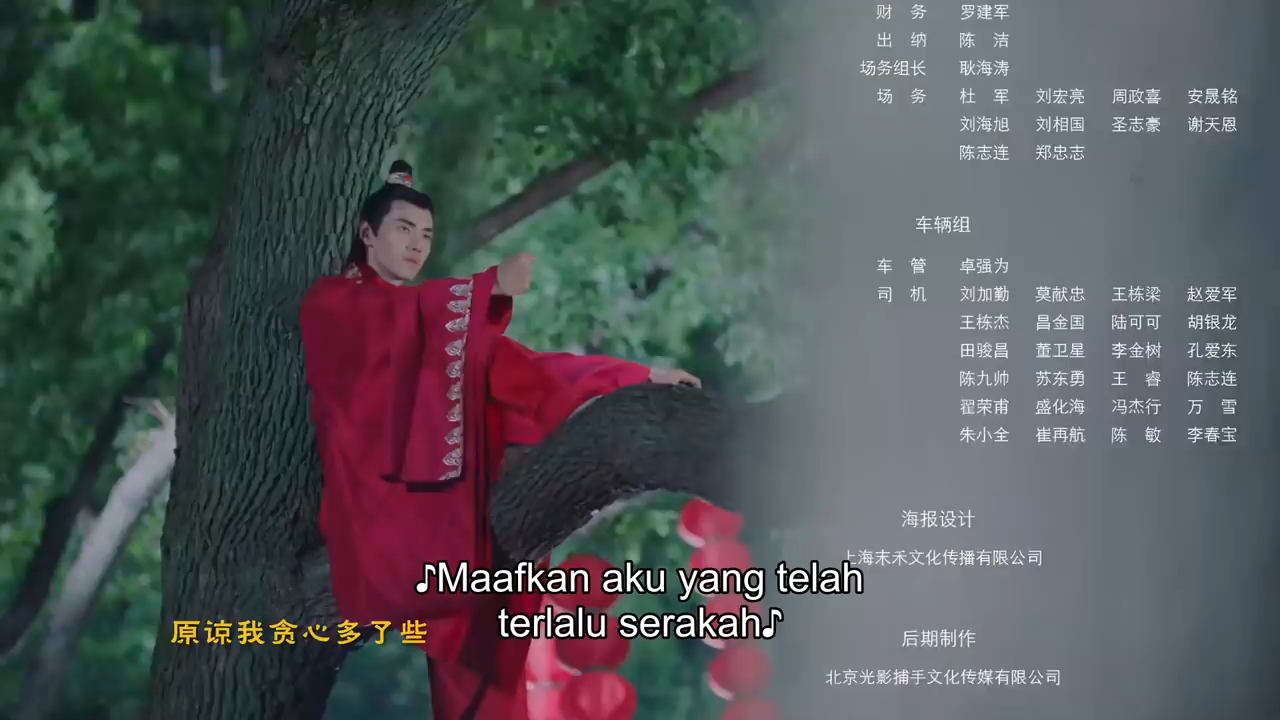 财 务 罗建军
出 纳 陈 洁
场务组长 耿海涛
场 务 杜 军 刘宏亮 周政喜 安晟铭
刘海旭 刘相国 圣志豪 谢天恩
陈志连 郑忠志
车辆组
车 管 卓强为
司 机 刘加勤 莫献忠 王栋梁 赵爱军
王栋杰 昌金国 陆可可 胡银龙
田骏昌 董卫星 李金树 孔爱东
陈九帅 苏东勇 王 睿 陈志连
翟荣甫 盛化海 冯杰行 万 雪
朱小全 崔再航 陈 敏 李春宝
海报设计
上海末禾文化传播有限公司
♪Maafkan aku yang telah
terlalu serakah♪
原谅我贪心多了些
后期制作
北京光影捕手文化传媒有限公司